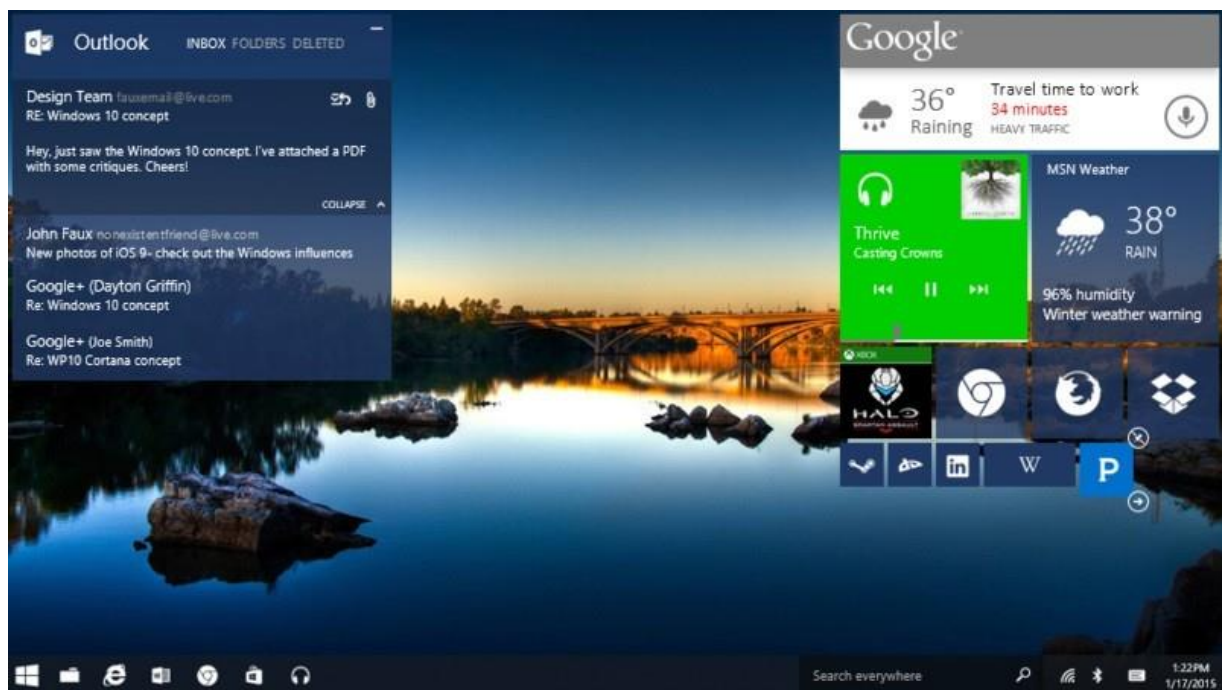 Outlook INBOX FOLDERS DELETED
Design Team fauxemail@live.com
RE: Windows 10 concept
Hey, just saw the Windows 10 concept. I've attached a PDF
with some critiques. Cheers!
COLLAPSE
John Faux nonexistentfriend@live.com
New photos of iOS 9- check out the Windows influences
Google+ (Dayton Griffin)
Re: Windows 10 concept
Google+ (Joe Smith)
Re: WP10 Cortana concept
Google
36°
Raining
Travel time to work
34 minutes
HEAVY TRAFFIC
Thrive
Casting Crowns
MSN Weather
38°
RAIN
96% humidity
Winter weather warning
XBOX
HALO
SPARTAN ASSAULT
in
W
P
Search everywhere
1:22PM
1/17/2015